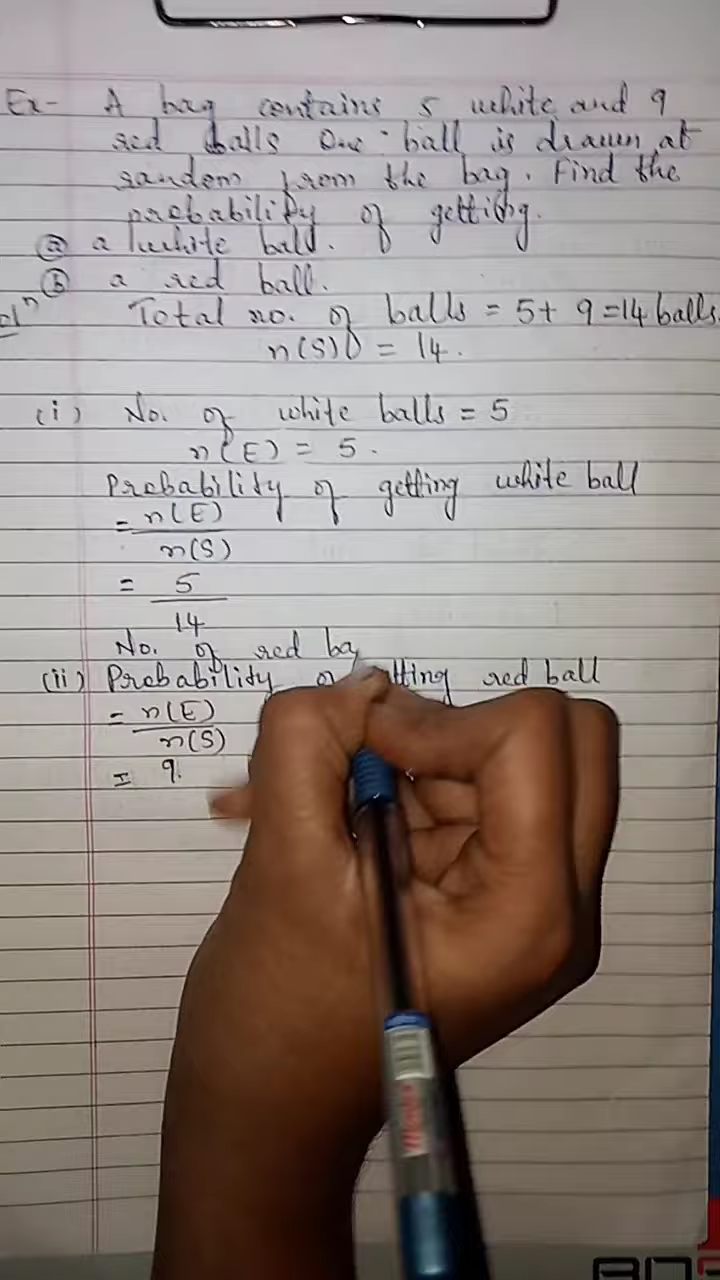 Ex- A bag contains 5 white and 9
red balls One ball is drawn at
random from the bag. Find the
probability of getting.
(a) a white ball.
(b) a red ball.
Total no. of balls = 5+ 9 =14 balls.
n(S) = 14.
(i) No. of white balls = 5
n(E) = 5.
Probability of getting white ball
= n(E)
n(S)
= 5
14
No. of red ba
(ii) Probability red ball
= n(E)
n(S)
= 9